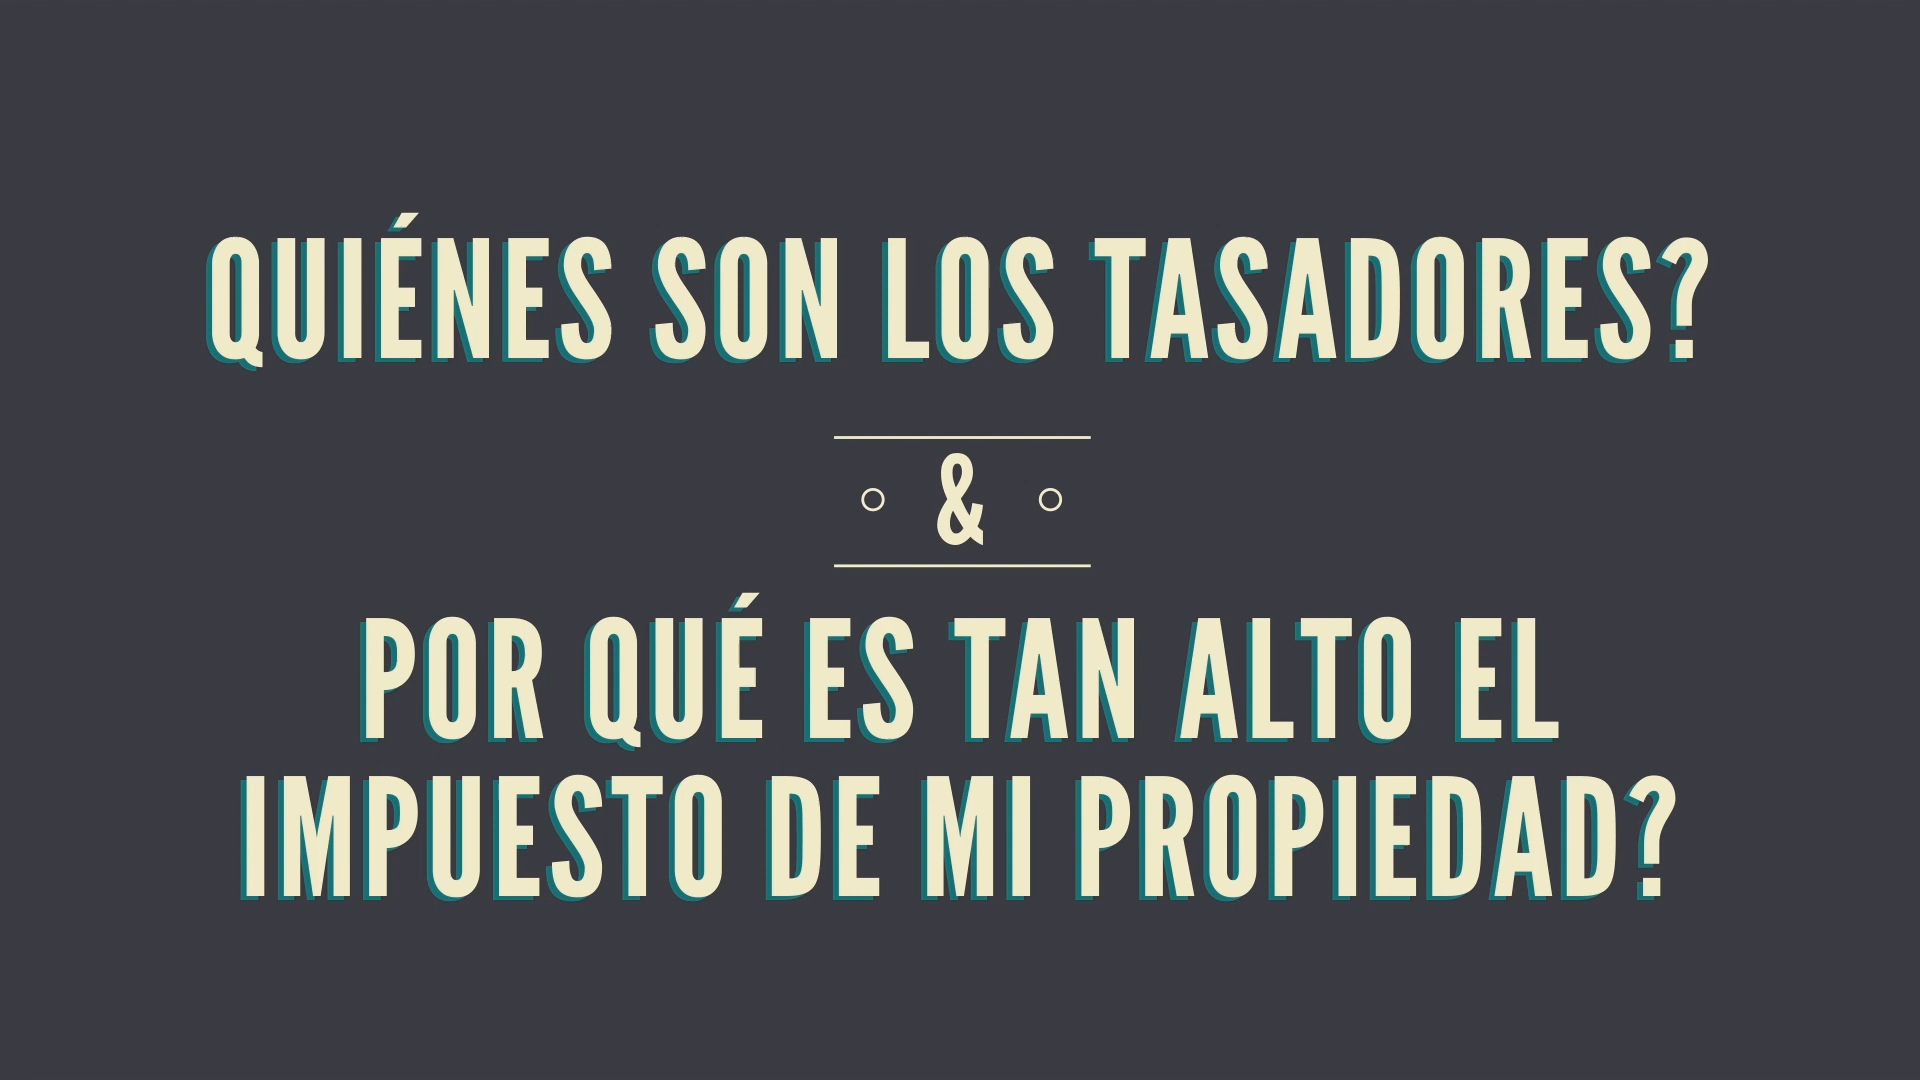 QUIÉNES SON LOS TASADORES?
&
POR QUÉ ES TAN ALTO EL
IMPUESTO DE MI PROPIEDAD?